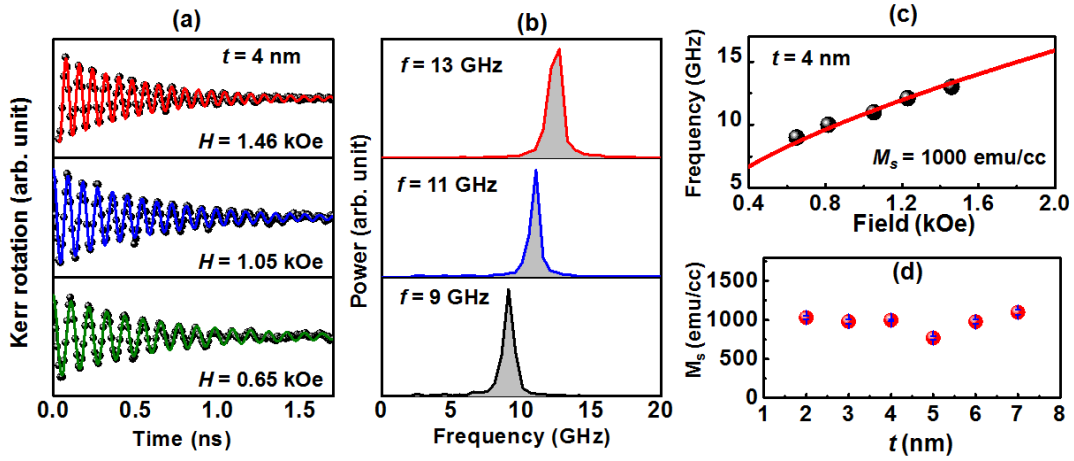 (a)
Kerr rotation (arb. unit)
t = 4 nm
H = 1.46 kOe
H = 1.05 kOe
H = 0.65 kOe
0.0 0.5 1.0 1.5
Time (ns)
(b)
Power (arb. unit)
f = 13 GHz
f = 11 GHz
f = 9 GHz
0 5 10 15 20
Frequency (GHz)
(c)
Frequency (GHz)
15
10
5
t = 4 nm
Ms = 1000 emu/cc
0.4 0.8 1.2 1.6 2.0
Field (kOe)
(d)
Ms (emu/cc)
1500
1000
500
0
1 2 3 4 5 6 7 8
t (nm)